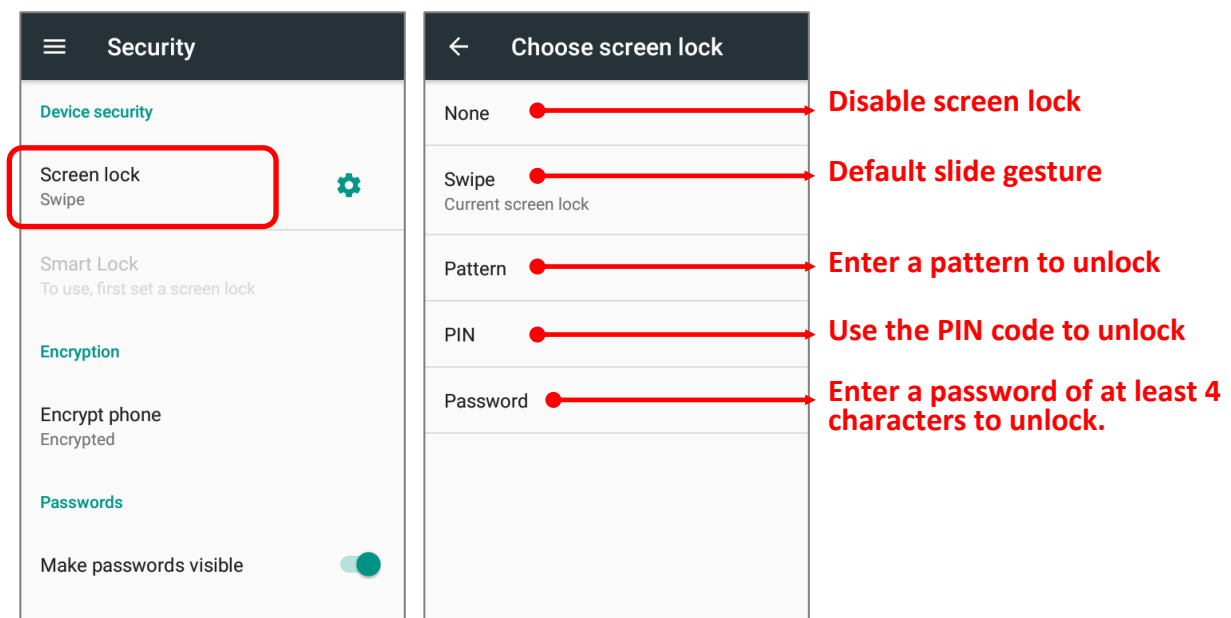 Security
Device security
Screen lock
Swipe
Smart Lock
To use, first set a screen lock
Encryption
Encrypt phone
Encrypted
Passwords
Make passwords visible
Choose screen lock
None
Disable screen lock
Swipe
Current screen lock
Default slide gesture
Pattern
Enter a pattern to unlock
PIN
Use the PIN code to unlock
Password
Enter a password of at least 4
characters to unlock.